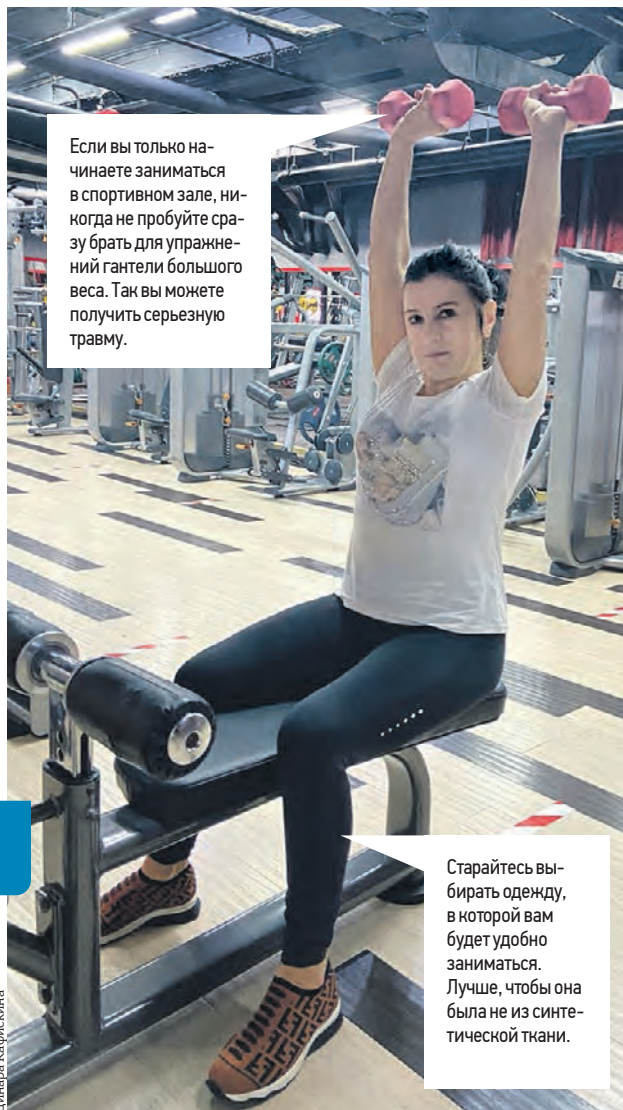 Если вы только на-
чинаете заниматься
в спортивном зале, ни-
когда не пробуйте сра-
зу брать для упражне-
ний гантели большого
веса. Так вы можете
получить серьезную
травму.
Старайтесь вы-
бирать одежду,
в которой вам
будет удобно
заниматься.
Лучше, чтобы она
была не из синте-
тической ткани.
Динара Кафискина